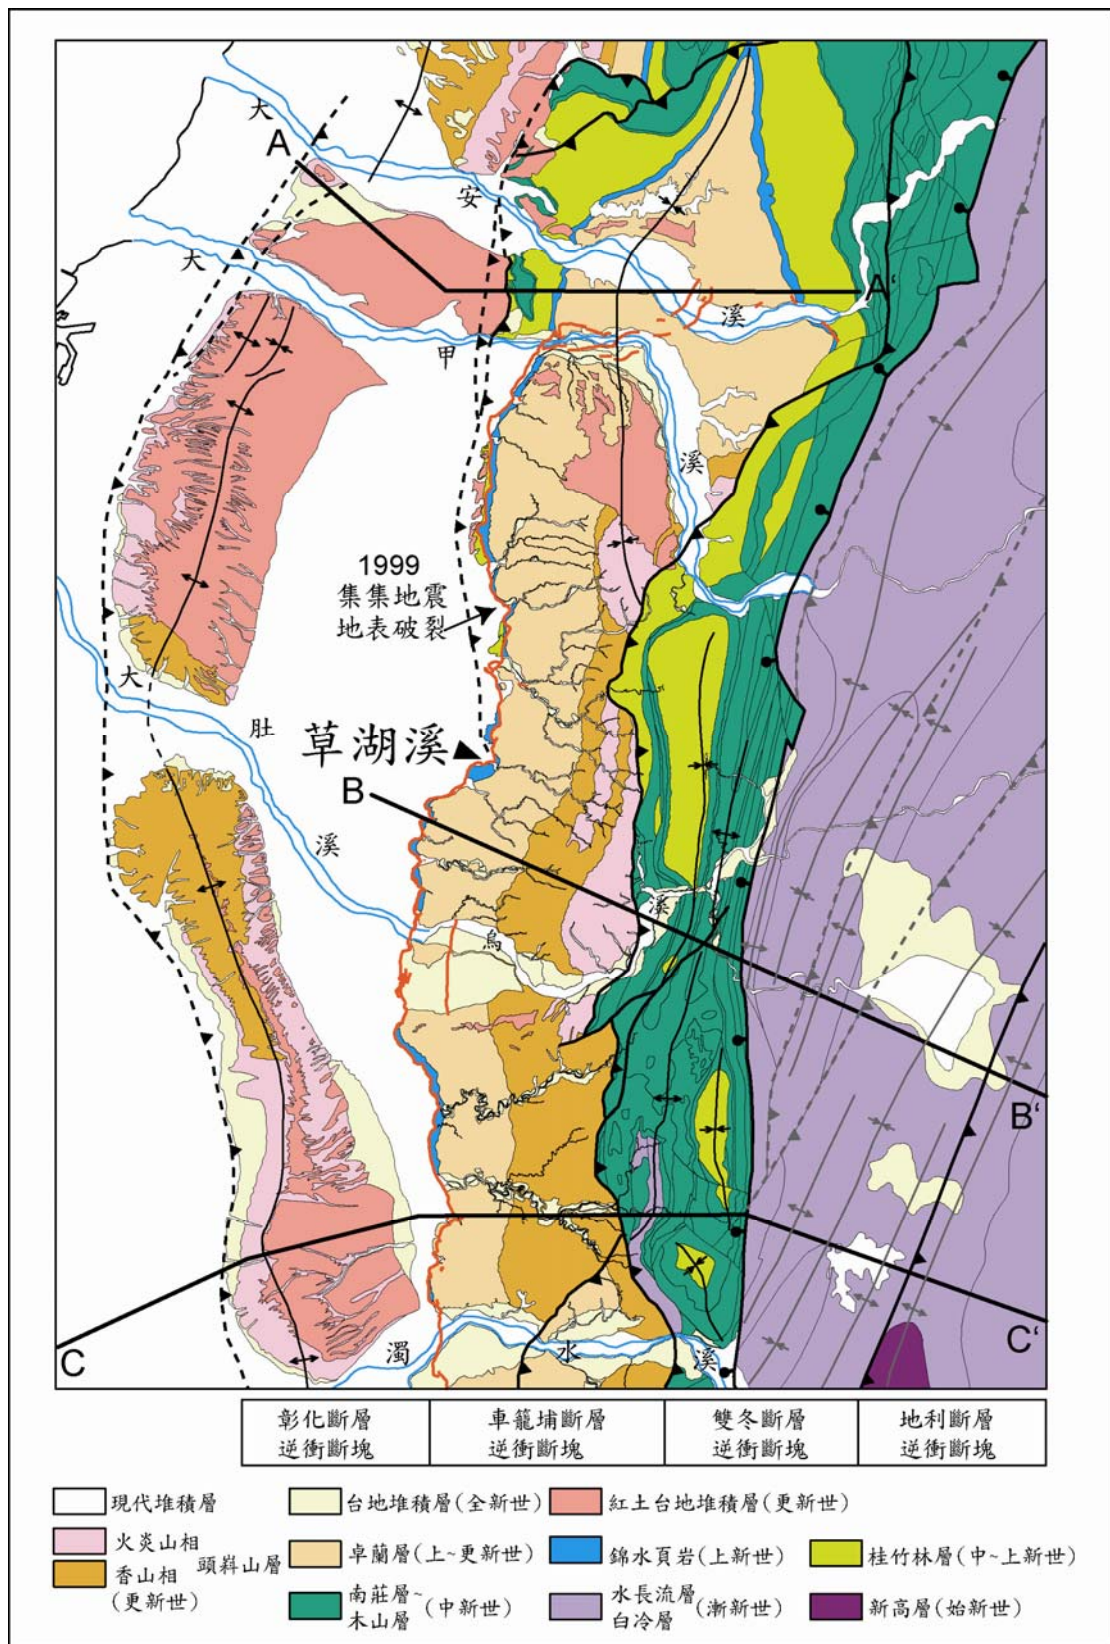 大
A
安
大
A'
溪
甲
溪
1999
集集地震
地表破裂
大
肚
草湖溪
B
溪
溪
烏
B'
C'
C
濁
水
溪
彰化斷層
逆衝斷塊
車籠埔斷層
逆衝斷塊
雙冬斷層
逆衝斷塊
地利斷層
逆衝斷塊
現代堆積層
台地堆積層(全新世)
紅土台地堆積層(更新世)
火炎山相
頭嵙山層
香山相
(更新世)
卓蘭層(上~更新世)
錦水頁岩(上新世)
桂竹林層(中~上新世)
南莊層~
木山層
(中新世)
水長流層
白冷層
(漸新世)
新高層(始新世)